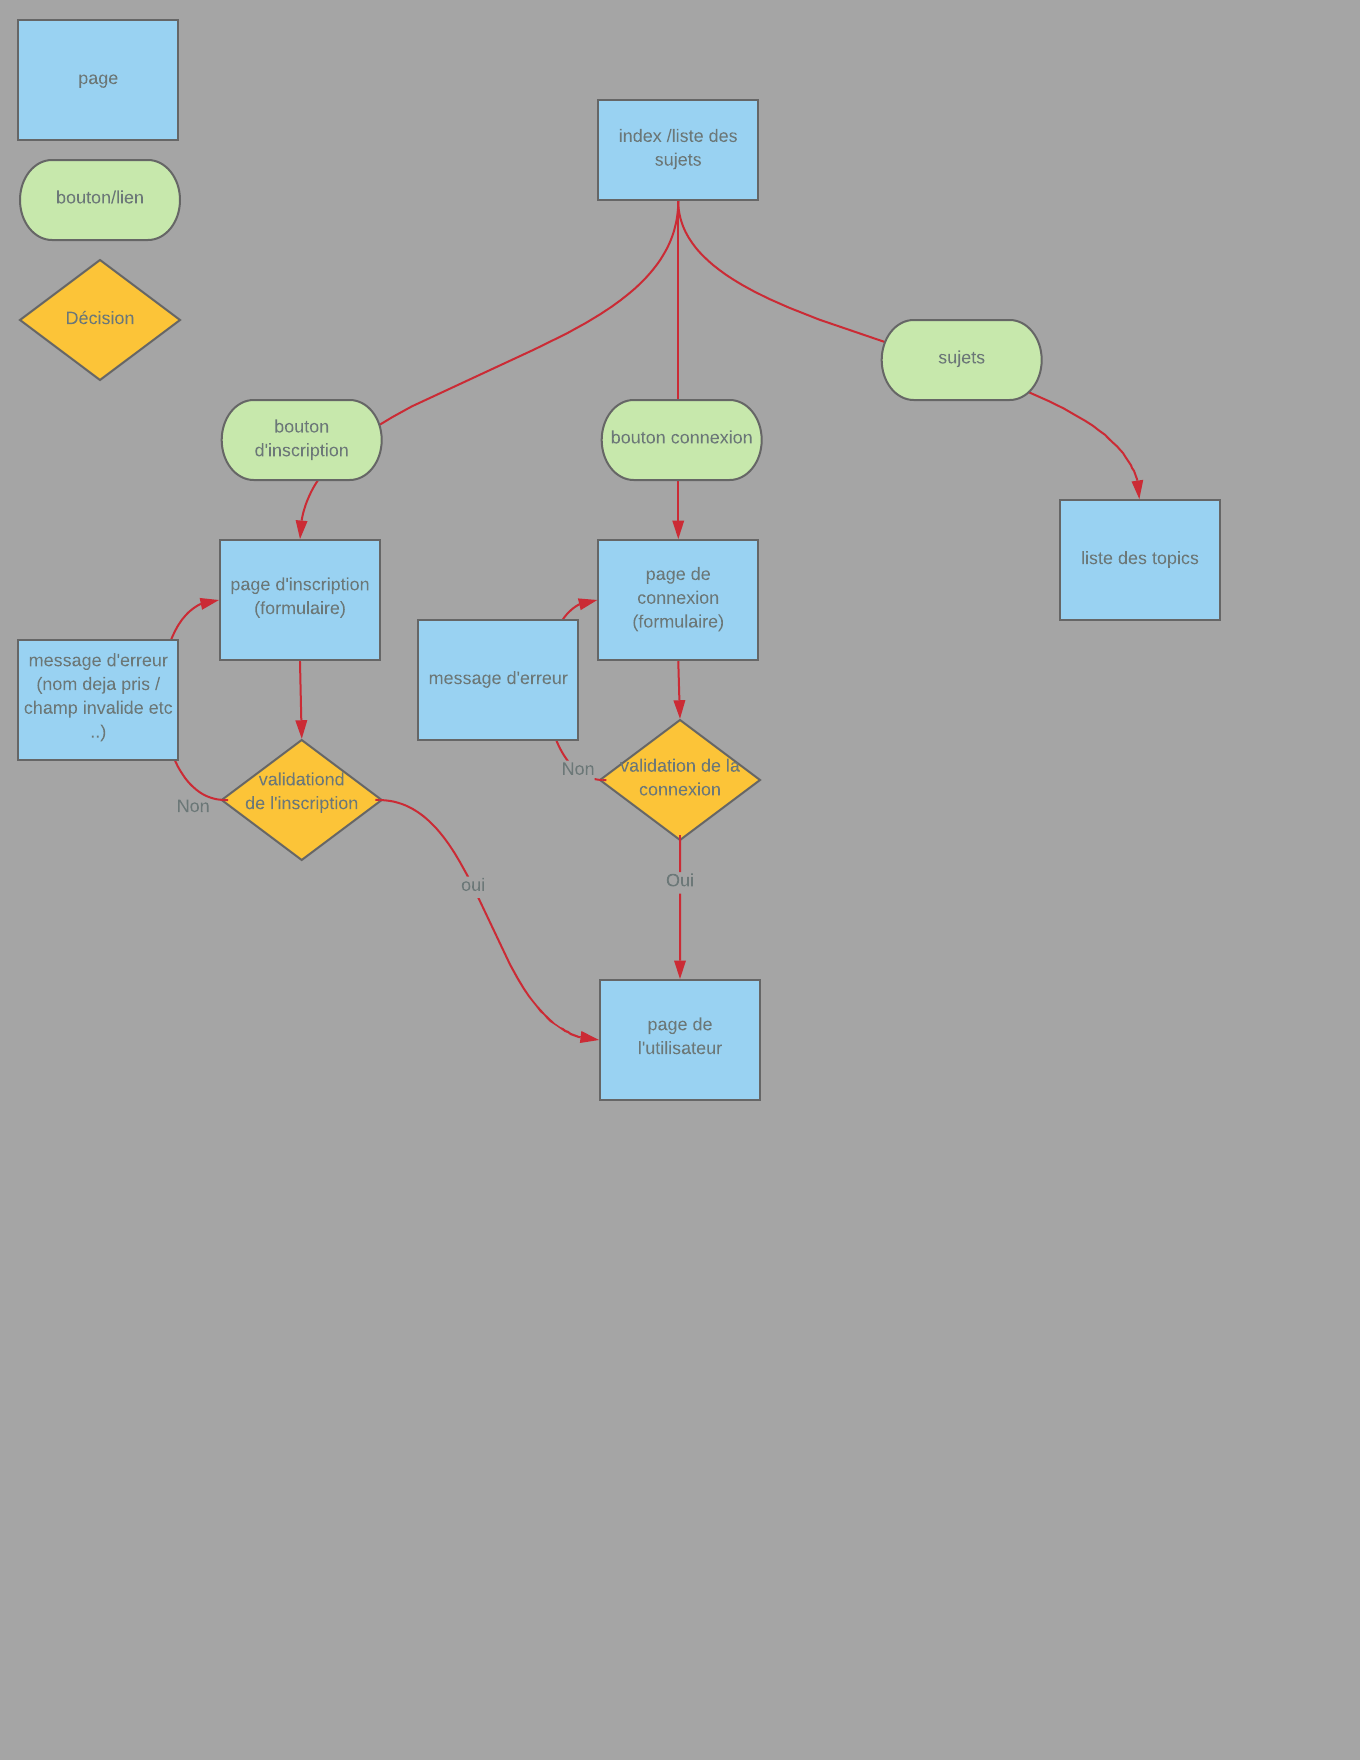 page
bouton/lien
Décision
index /liste des
sujets
sujets
bouton
d'inscription
bouton connexion
liste des topics
page d'inscription
(formulaire)
page de
connexion
(formulaire)
message d'erreur
(nom deja pris /
champ invalide etc
..)
message d'erreur
Non
validation de la
connexion
Non
validationd
de l'inscription
oui
Oui
page de
l'utilisateur